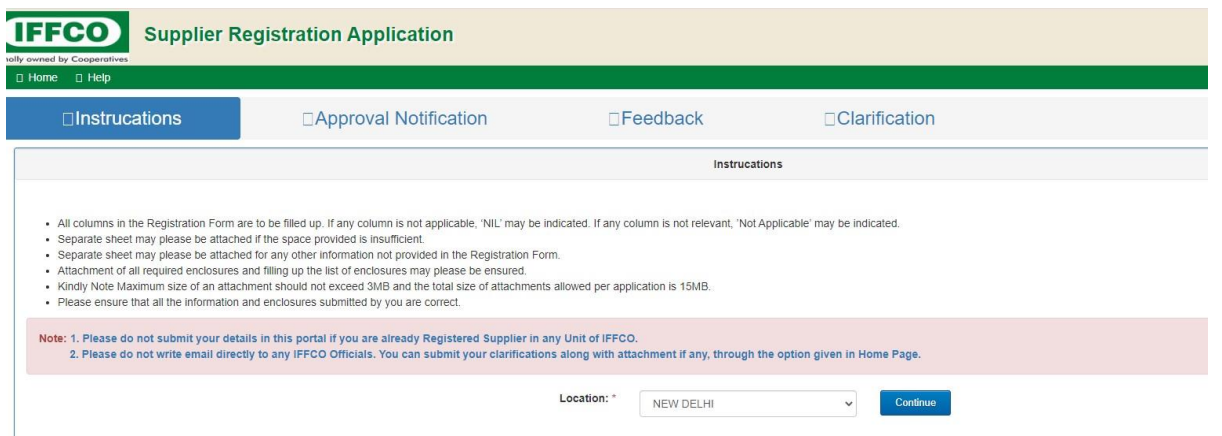 IFFCO
Supplier Registration Application
olly owned by Cooperatives
Home Help
Instrucations Approval Notification Feedback Clarification
Instrucations
• All columns in the Registration Form are to be filled up. If any column is not applicable, 'NIL' may be indicated. If any column is not relevant, 'Not Applicable' may be indicated.
• Separate sheet may please be attached if the space provided is insufficient.
• Separate sheet may please be attached for any other information not provided in the Registration Form.
• Attachment of all required enclosures and filling up the list of enclosures may please be ensured.
• Kindly Note Maximum size of an attachment should not exceed 3MB and the total size of attachments allowed per application is 15MB.
• Please ensure that all the information and enclosures submitted by you are correct.
Note: 1. Please do not submit your details in this portal if you are already Registered Supplier in any Unit of IFFCO.
2. Please do not write email directly to any IFFCO Officials. You can submit your clarifications along with attachment if any, through the option given in Home Page.
Location: * NEW DELHI Continue